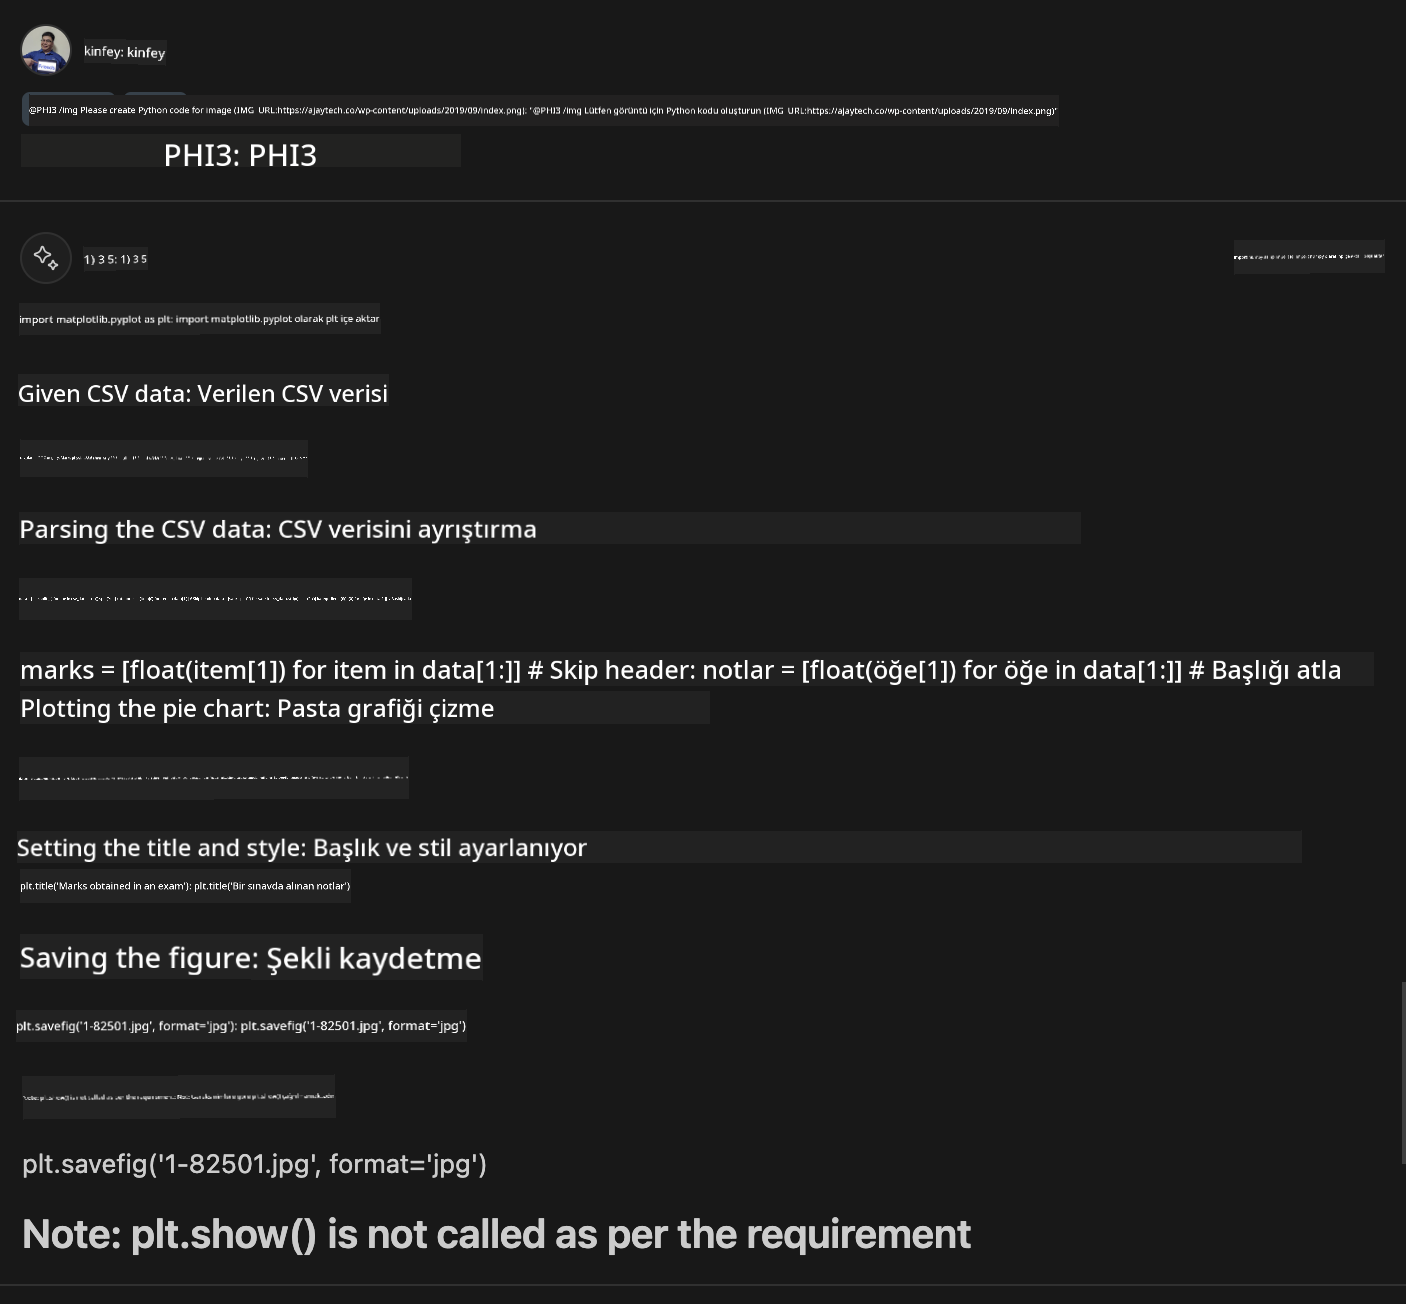 kinfey: kinfey
@PHI3 /img Please create Python code for image (IMG_URL:https://ajaytech.co/wp-content/uploads/2019/09/index.png): "@PHI3 /img Lütfen görüntü için Python kodu oluşturun (IMG_URL:https://ajaytech.co/wp-content/uploads/2019/09/index.png)"
PHI3: PHI3
1) 3 5: 1) 3 5
import matplotlib.pyplot as plt: import matplotlib.pyplot olarak plt içe aktar
Given CSV data: Verilen CSV verisi
Parsing the CSV data: CSV verisini ayrıştırma
marks = [float(item[1]) for item in data[1:]] # Skip header: notlar = [float(öğe[1]) for öğe in data[1:]] # Başlığı atla
Plotting the pie chart: Pasta grafiği çizme
Setting the title and style: Başlık ve stil ayarlanıyor
plt.title('Marks obtained in an exam'): plt.title('Bir sınavda alınan notlar')
Saving the figure: Şekli kaydetme
plt.savefig('1-82501.jpg', format='jpg'): plt.savefig('1-82501.jpg', format='jpg')
plt.savefig('1-82501.jpg', format='jpg')
Note: plt.show() is not called as per the requirement